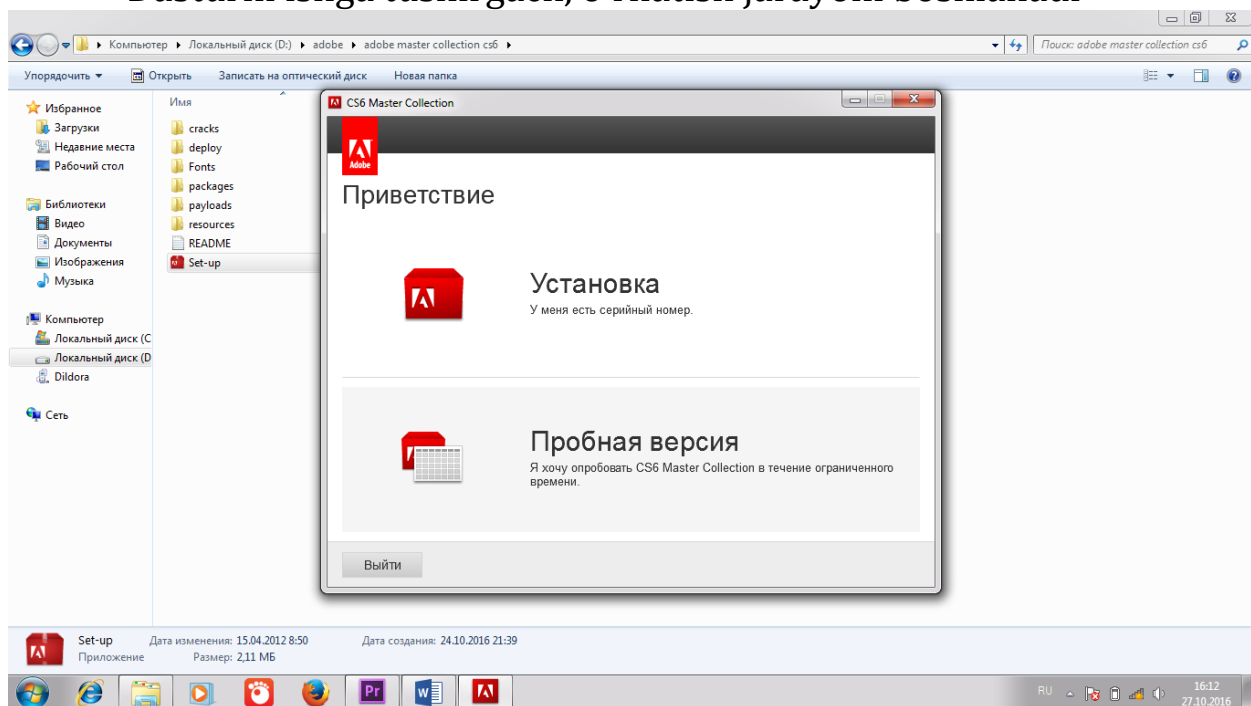 Компьютер ▸ Локальный диск (D:) ▸ adobe ▸ adobe master collection cs6 ▸
Поиск: adobe master collection cs6
Упорядочить Открыть Записать на оптический диск Новая папка
Избранное
Загрузки
Недавние места
Рабочий стол
Библиотеки
Видео
Документы
Изображения
Музыка
Компьютер
Локальный диск (C
Локальный диск (D
Dildora
Сеть
Имя
cracks
deploy
Fonts
packages
payloads
resources
README
Set-up
CS6 Master Collection
Adobe
Приветствие
Установка
У меня есть серийный номер.
Пробная версия
Я хочу опробовать CS6 Master Collection в течение ограниченного
времени.
Выйти
Set-up Дата изменения: 15.04.2012 8:50 Дата создания: 24.10.2016 21:39
Приложение Размер: 2,11 МБ
Pr
W
RU
16:12
27.10.2016